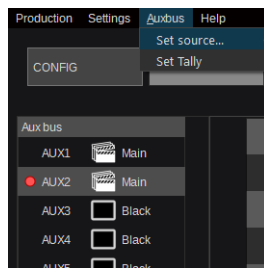 Production Settings Auxbus Help
Set source...
Set Tally
CONFIG
Aux bus
AUX1 Main
AUX2 Main
AUX3 Black
AUX4 Black
AUX5 Black